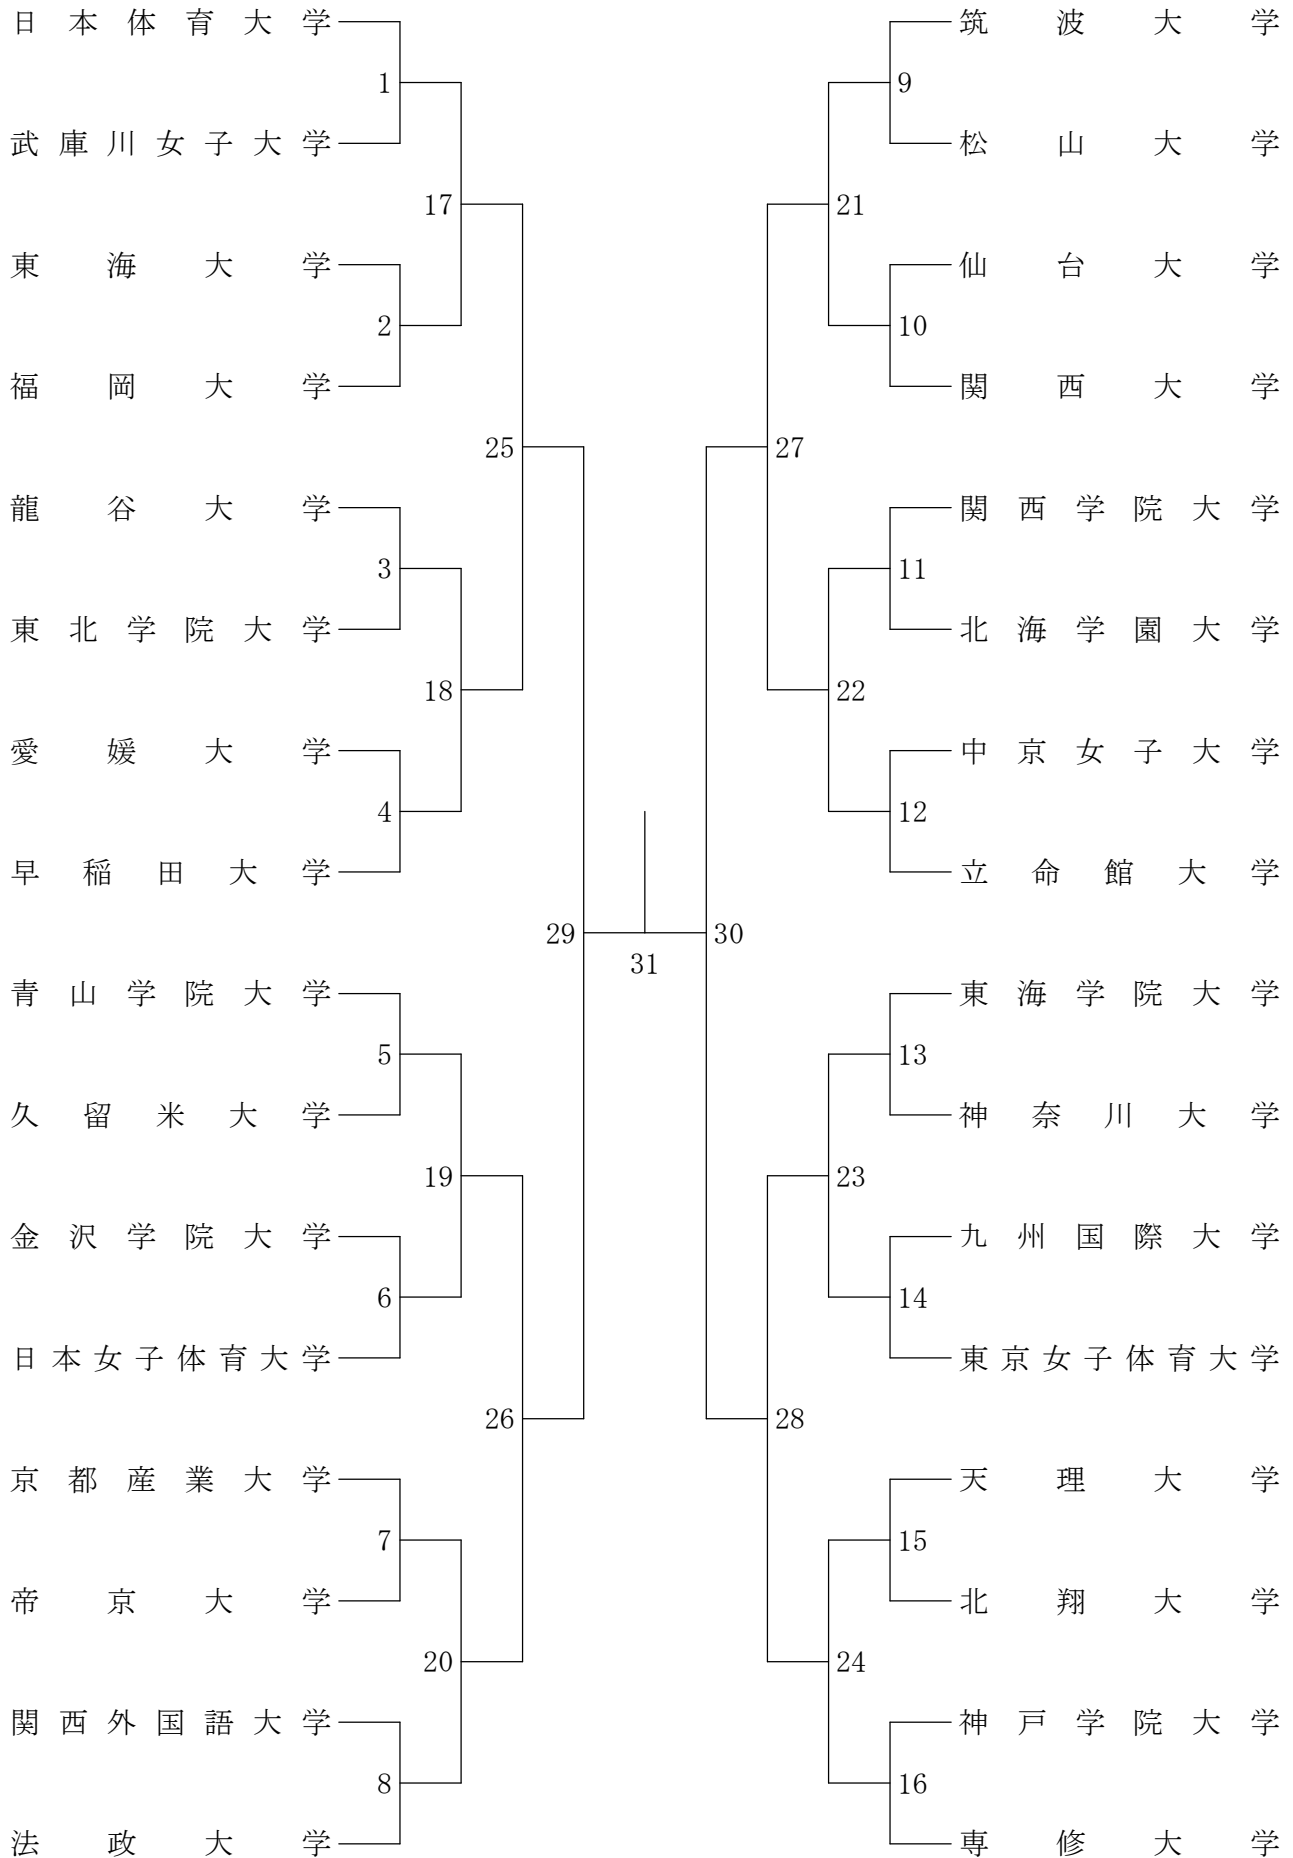 日本体育大学
1
武庫川女子大学
17
東海大学
2
福岡大学
25
龍谷大学
3
東北学院大学
18
愛媛大学
4
早稲田大学
29
青山学院大学
5
久留米大学
19
金沢学院大学
6
日本女子体育大学
26
京都産業大学
7
帝京大学
20
関西外国語大学
8
法政大学
31
筑波大学
9
松山大学
21
仙台大学
10
関西大学
27
関西学院大学
11
北海学園大学
22
中京女子大学
12
立命館大学
30
東海学院大学
13
神奈川大学
23
九州国際大学
14
東京女子体育大学
28
天理大学
15
北翔大学
24
神戸学院大学
16
専修大学